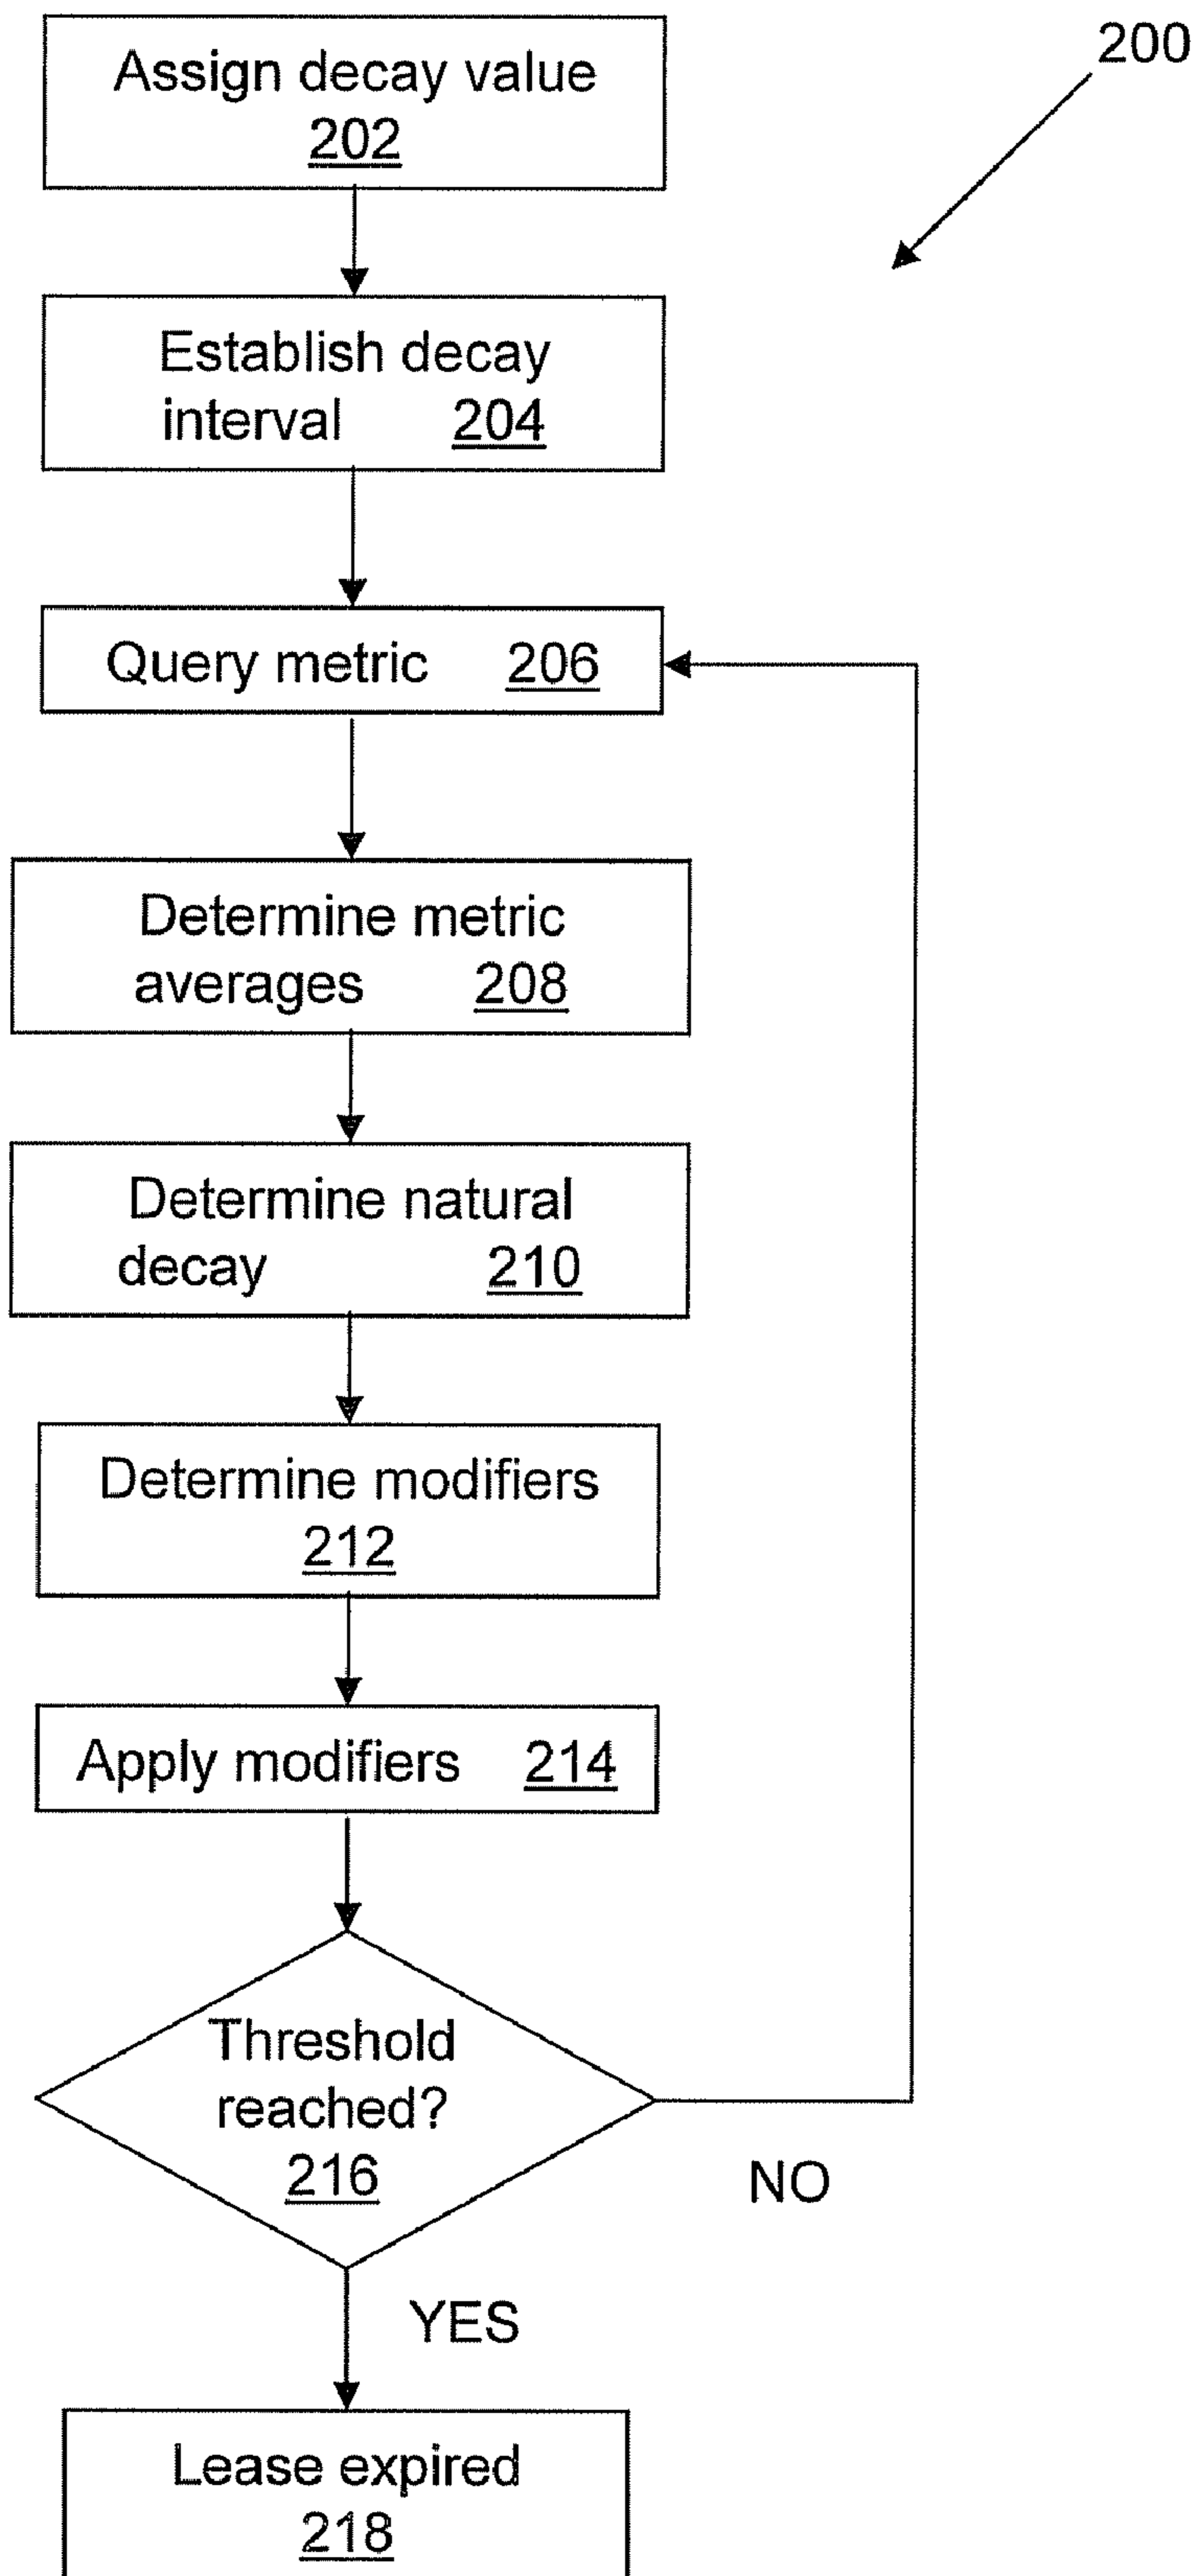 200
Assign decay value
202
Establish decay
interval 204
Query metric 206
Determine metric
averages 208
Determine natural
decay 210
Determine modifiers
212
Apply modifiers 214
Threshold
reached?
216
NO
YES
Lease expired
218